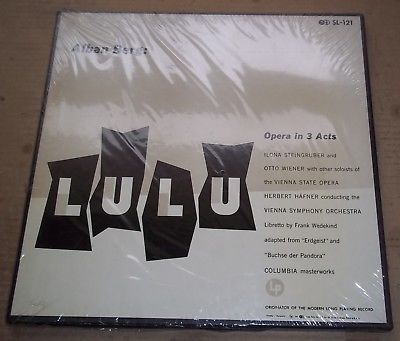 SL-121
Alban Berg:
Opera in 3 Acts
ILONA STEINGRUBER and
OTTO WIENER with other soloists of
the VIENNA STATE OPERA
HERBERT HÄFNER conducting the
VIENNA SYMPHONY ORCHESTRA
Libretto by Frank Wedekind
adapted from "Erdgeist" and
"Buchse der Pandora"
COLUMBIA masterworks
LULU
Lp
ORIGINATOR OF THE MODERN LONG PLAYING RECORD